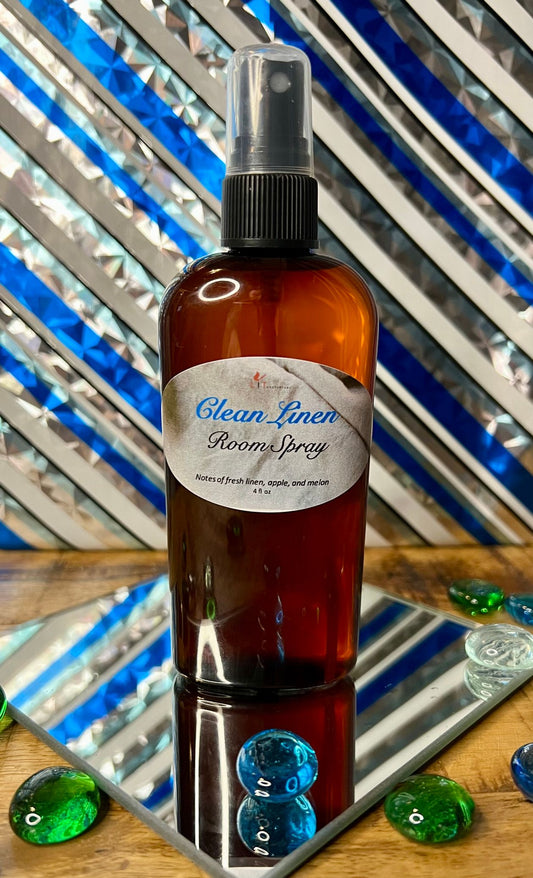 Clean Linen
Room Spray
Notes of fresh linen, apple, and melon
4 fl oz